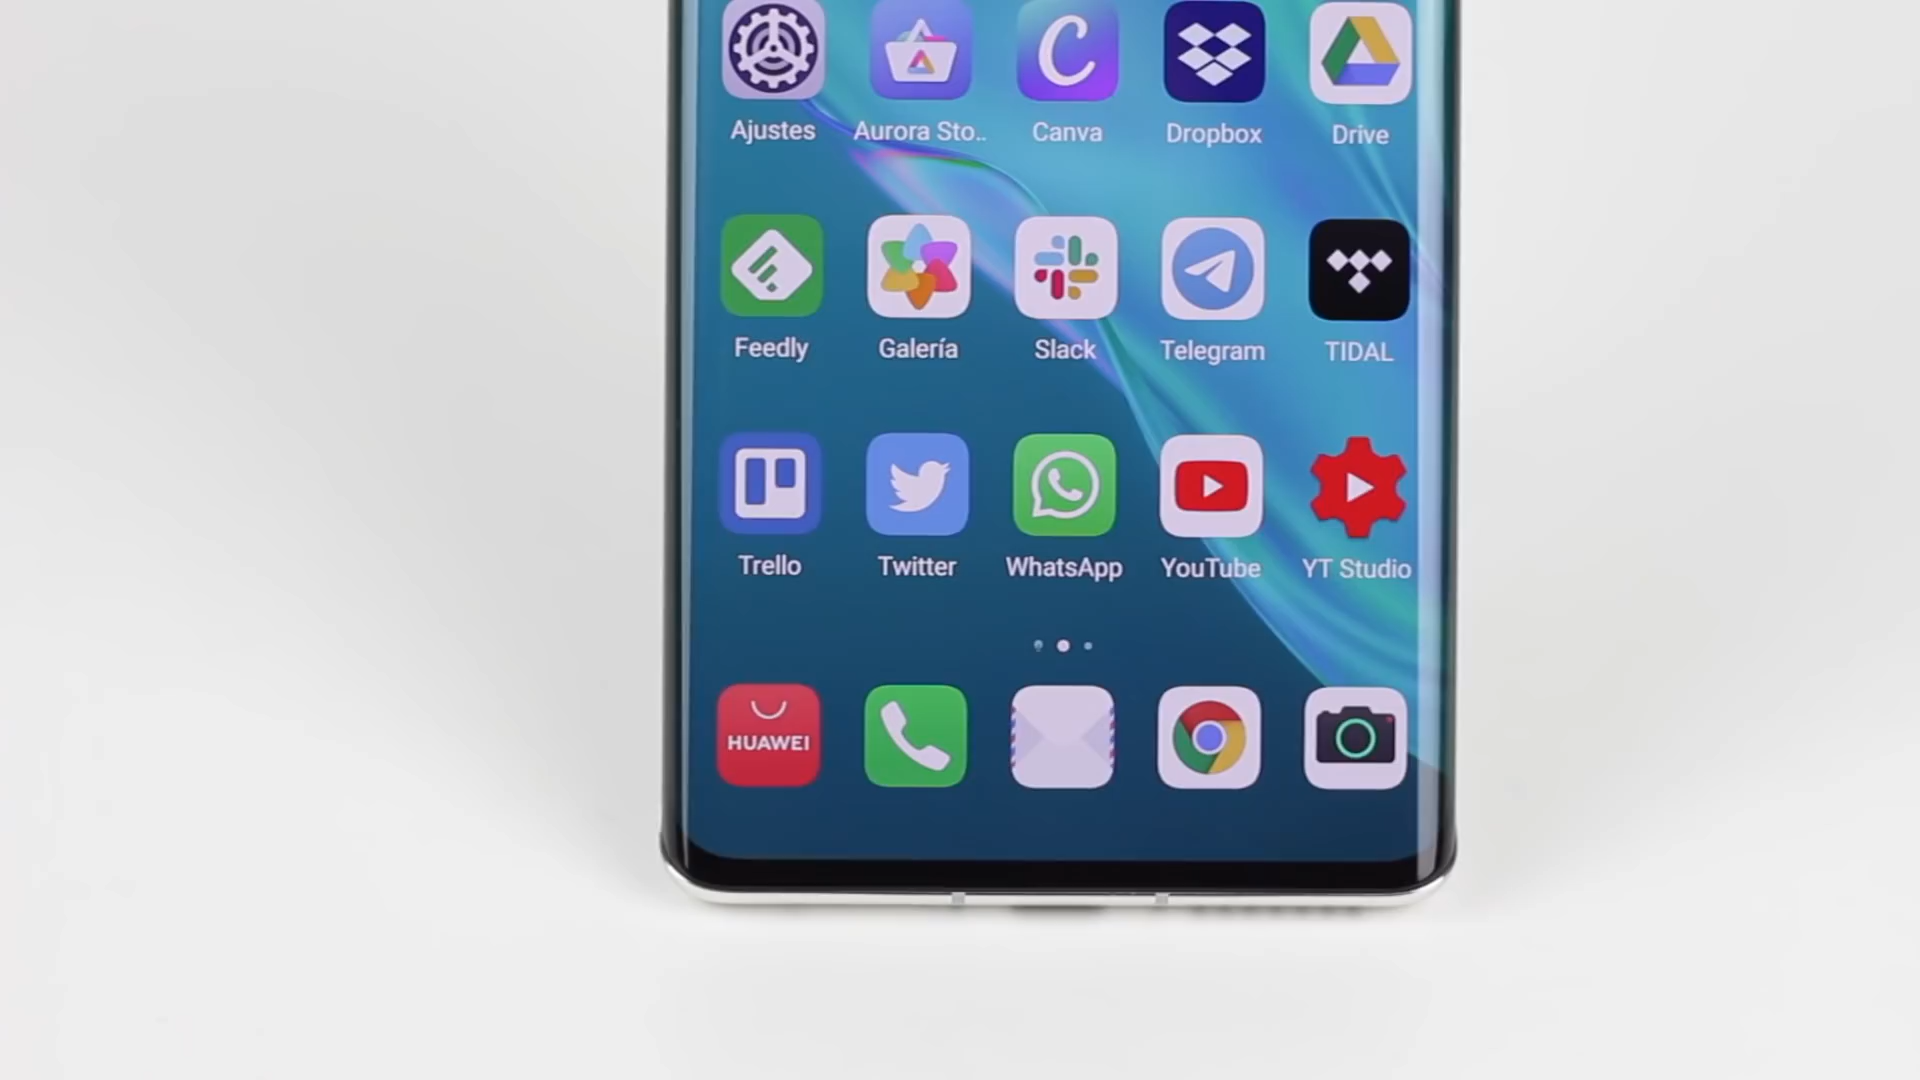 Ajustes Aurora Sto.. Canva Dropbox Drive
Feedly Galería Slack Telegram TIDAL
Trello Twitter WhatsApp YouTube YT Studio
HUAWEI